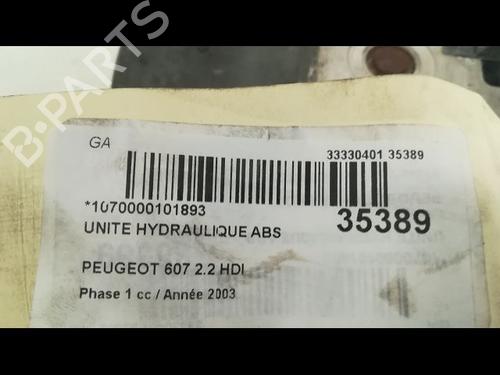 B-PARTS
GA
33330401 35389
*1070000101893
35389
UNITE HYDRAULIQUE ABS
PEUGEOT 607 2.2 HDI
Phase 1 cc / Année 2003